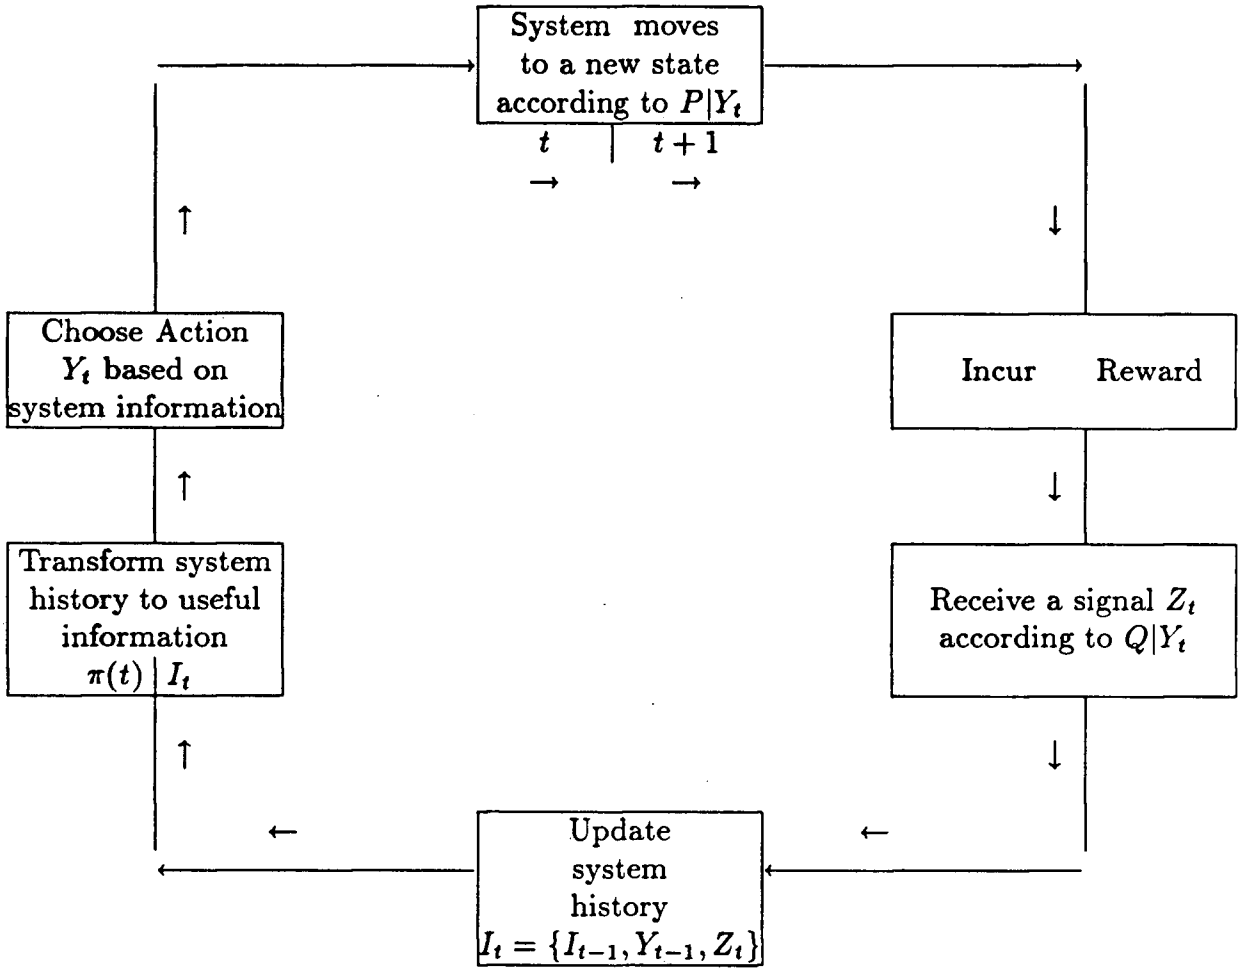 System moves
to a new state
according to P|Y_t
t | t + 1
→ →
↑
↓
Choose Action
Y_t based on
system information
Incur Reward
↑
↓
Transform system
history to useful
information
π(t) | I_t
Receive a signal Z_t
according to Q|Y_t
↑
↓
← ←
Update
system
history
I_t = {I_{t−1}, Y_{t−1}, Z_t}